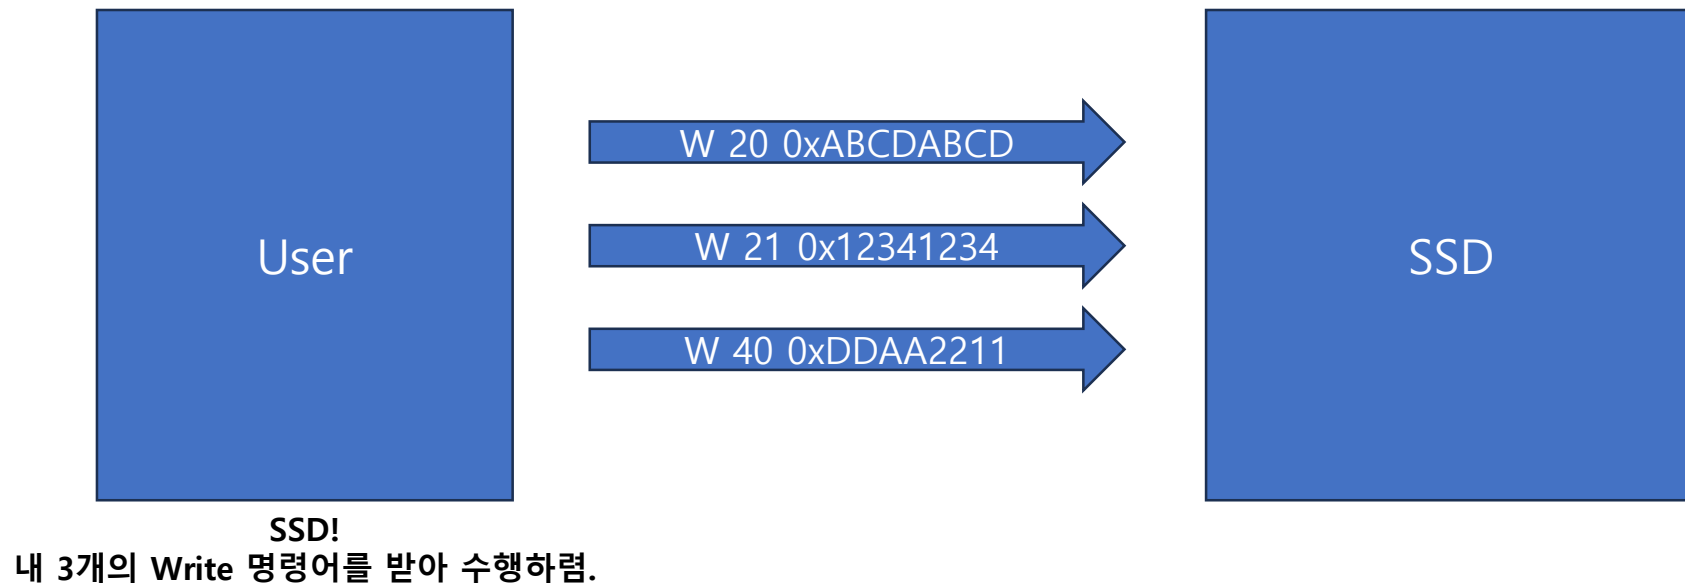 User
W 20 0xABCDABCD
W 21 0x12341234
W 40 0xDDAA2211
SSD
SSD!
내 3개의 Write 명령어를 받아 수행하렴.